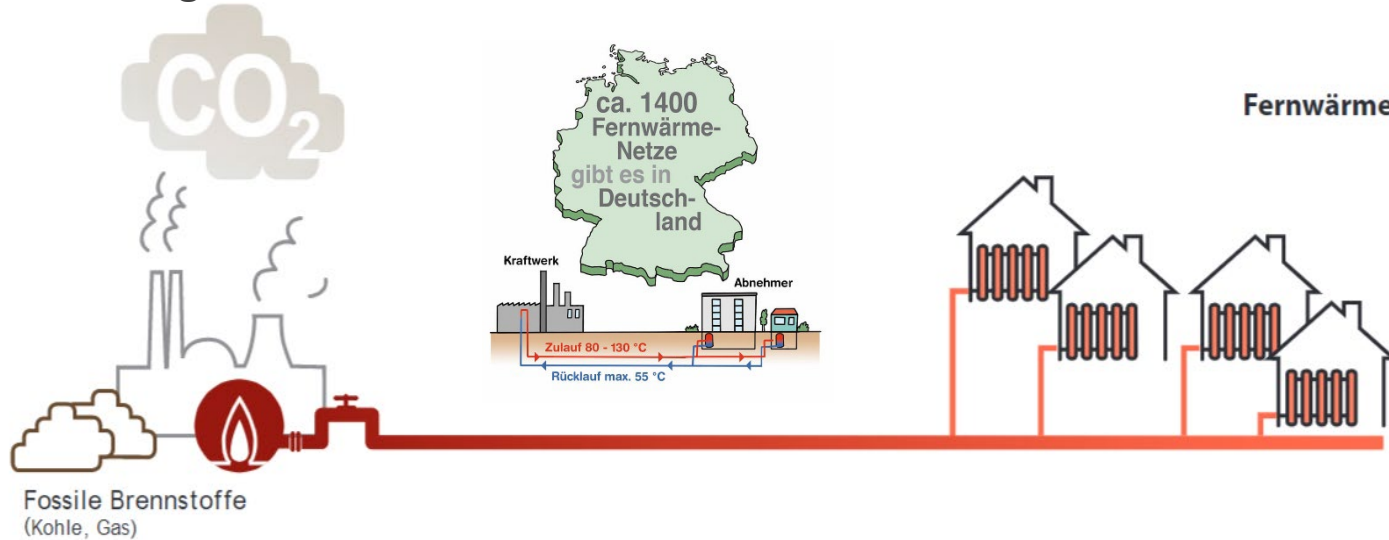 CO2
ca. 1400
Fernwärme-
Netze
gibt es in
Deutsch-
land
Fernwärme
Kraftwerk
Abnehmer
Zulauf 80 - 130 °C
Rücklauf max. 55 °C
Fossile Brennstoffe
(Kohle, Gas)